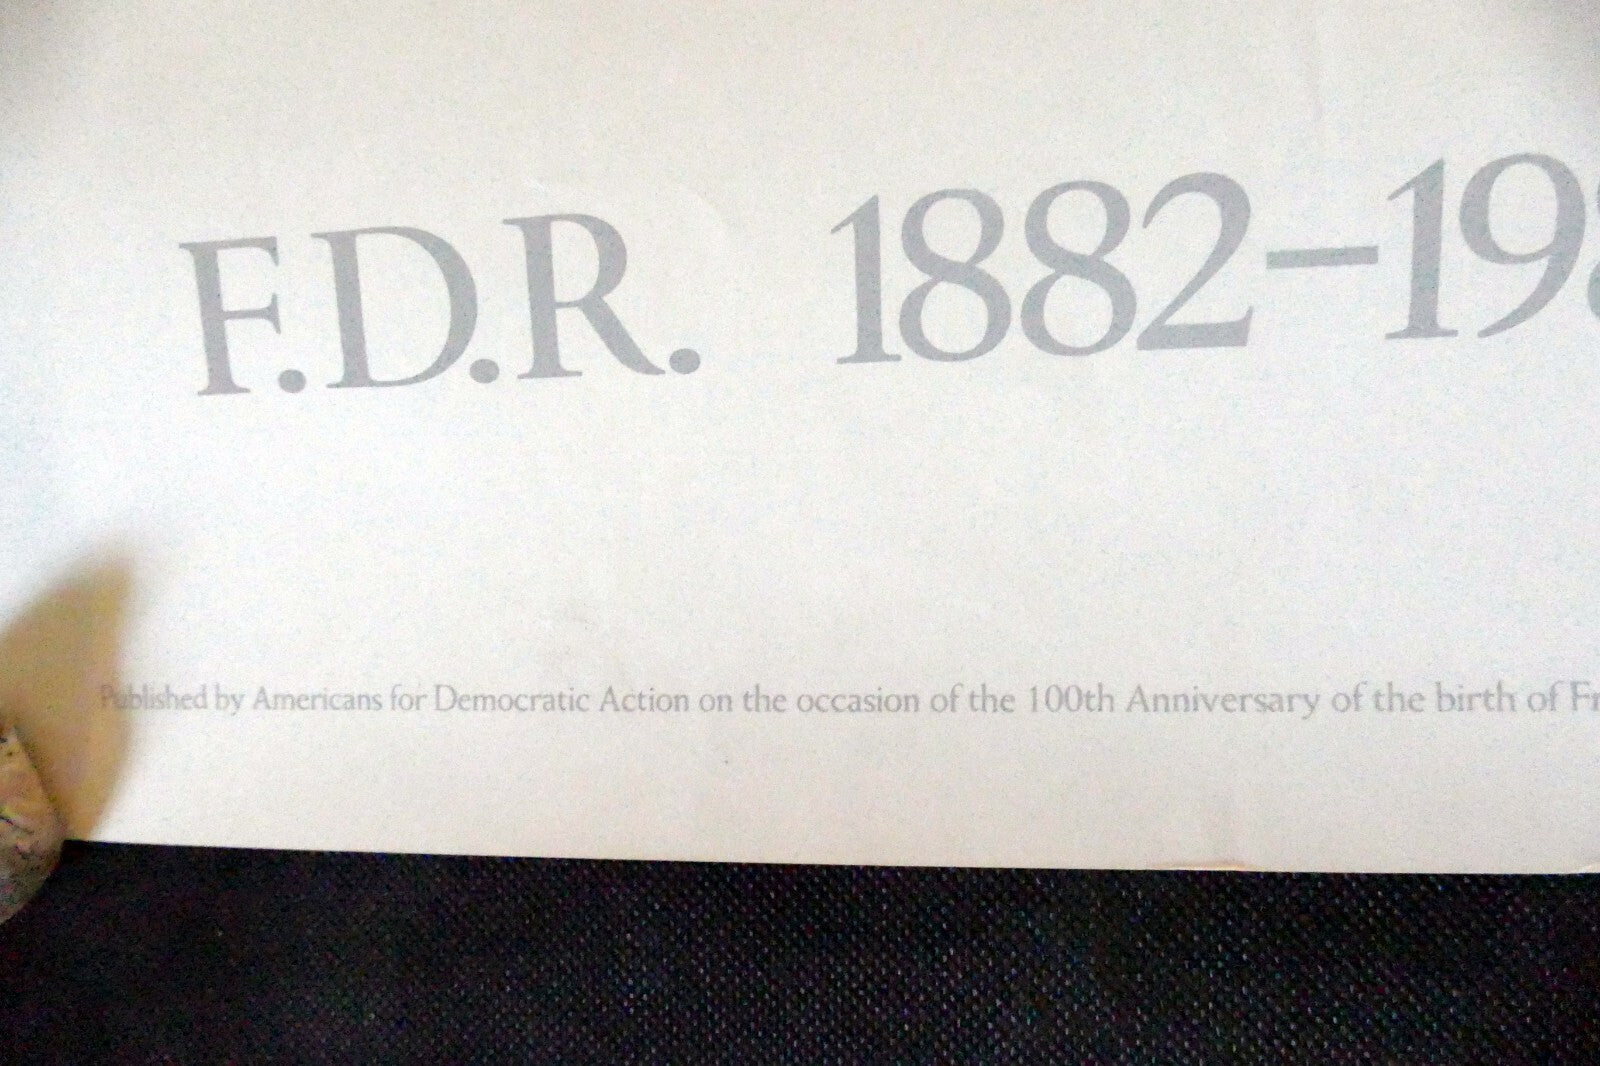 F.D.R. 1882–198
Published by Americans for Democratic Action on the occasion of the 100th Anniversary of the birth of Fr